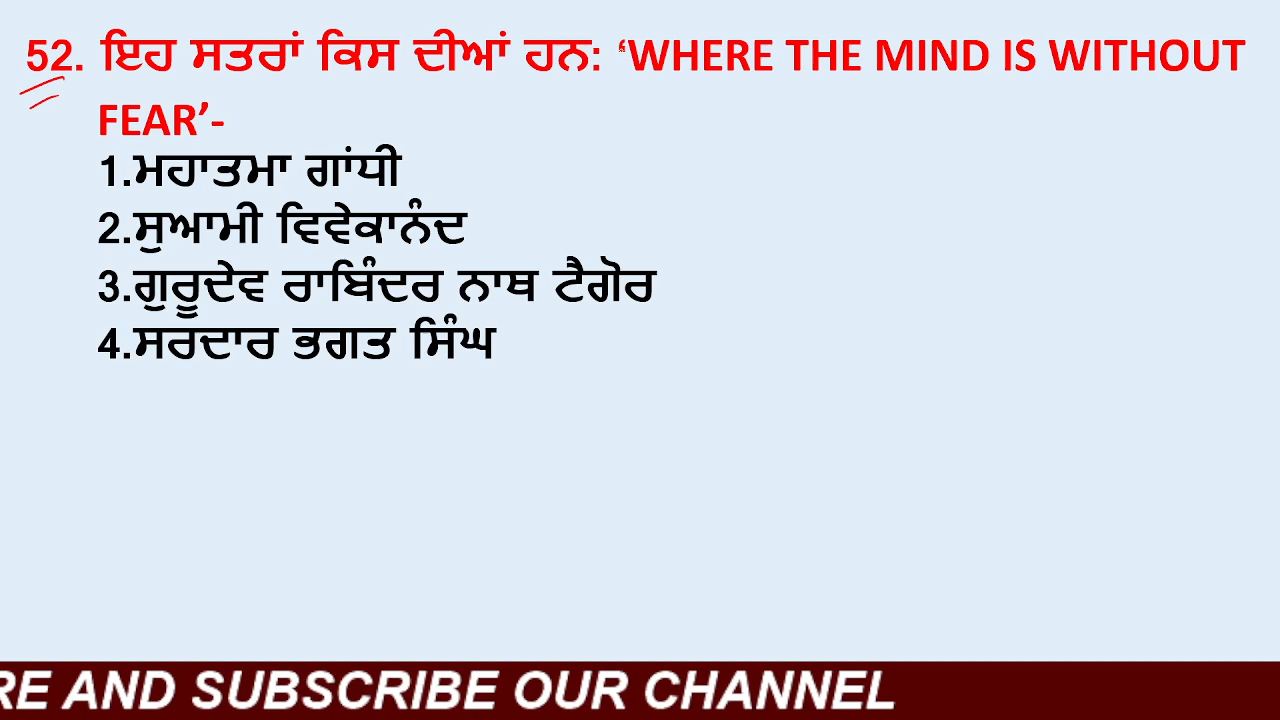 52. ਇਹ ਸਤਰਾਂ ਕਿਸ ਦੀਆਂ ਹਨ: ‘WHERE THE MIND IS WITHOUT
FEAR’-
1.ਮਹਾਤਮਾ ਗਾਂਧੀ
2.ਸੁਆਮੀ ਵਿਵੇਕਾਨੰਦ
3.ਗੁਰੂਦੇਵ ਰਾਬਿੰਦਰ ਨਾਥ ਟੈਗੋਰ
4.ਸਰਦਾਰ ਭਗਤ ਸਿੰਘ
RE AND SUBSCRIBE OUR CHANNEL